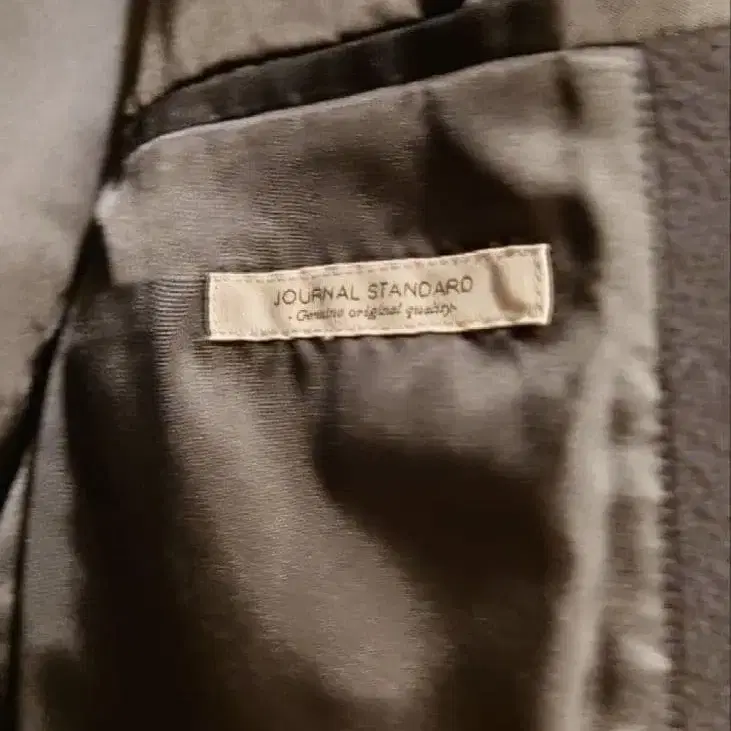 JOURNAL STANDARD
- Genuine original quality-